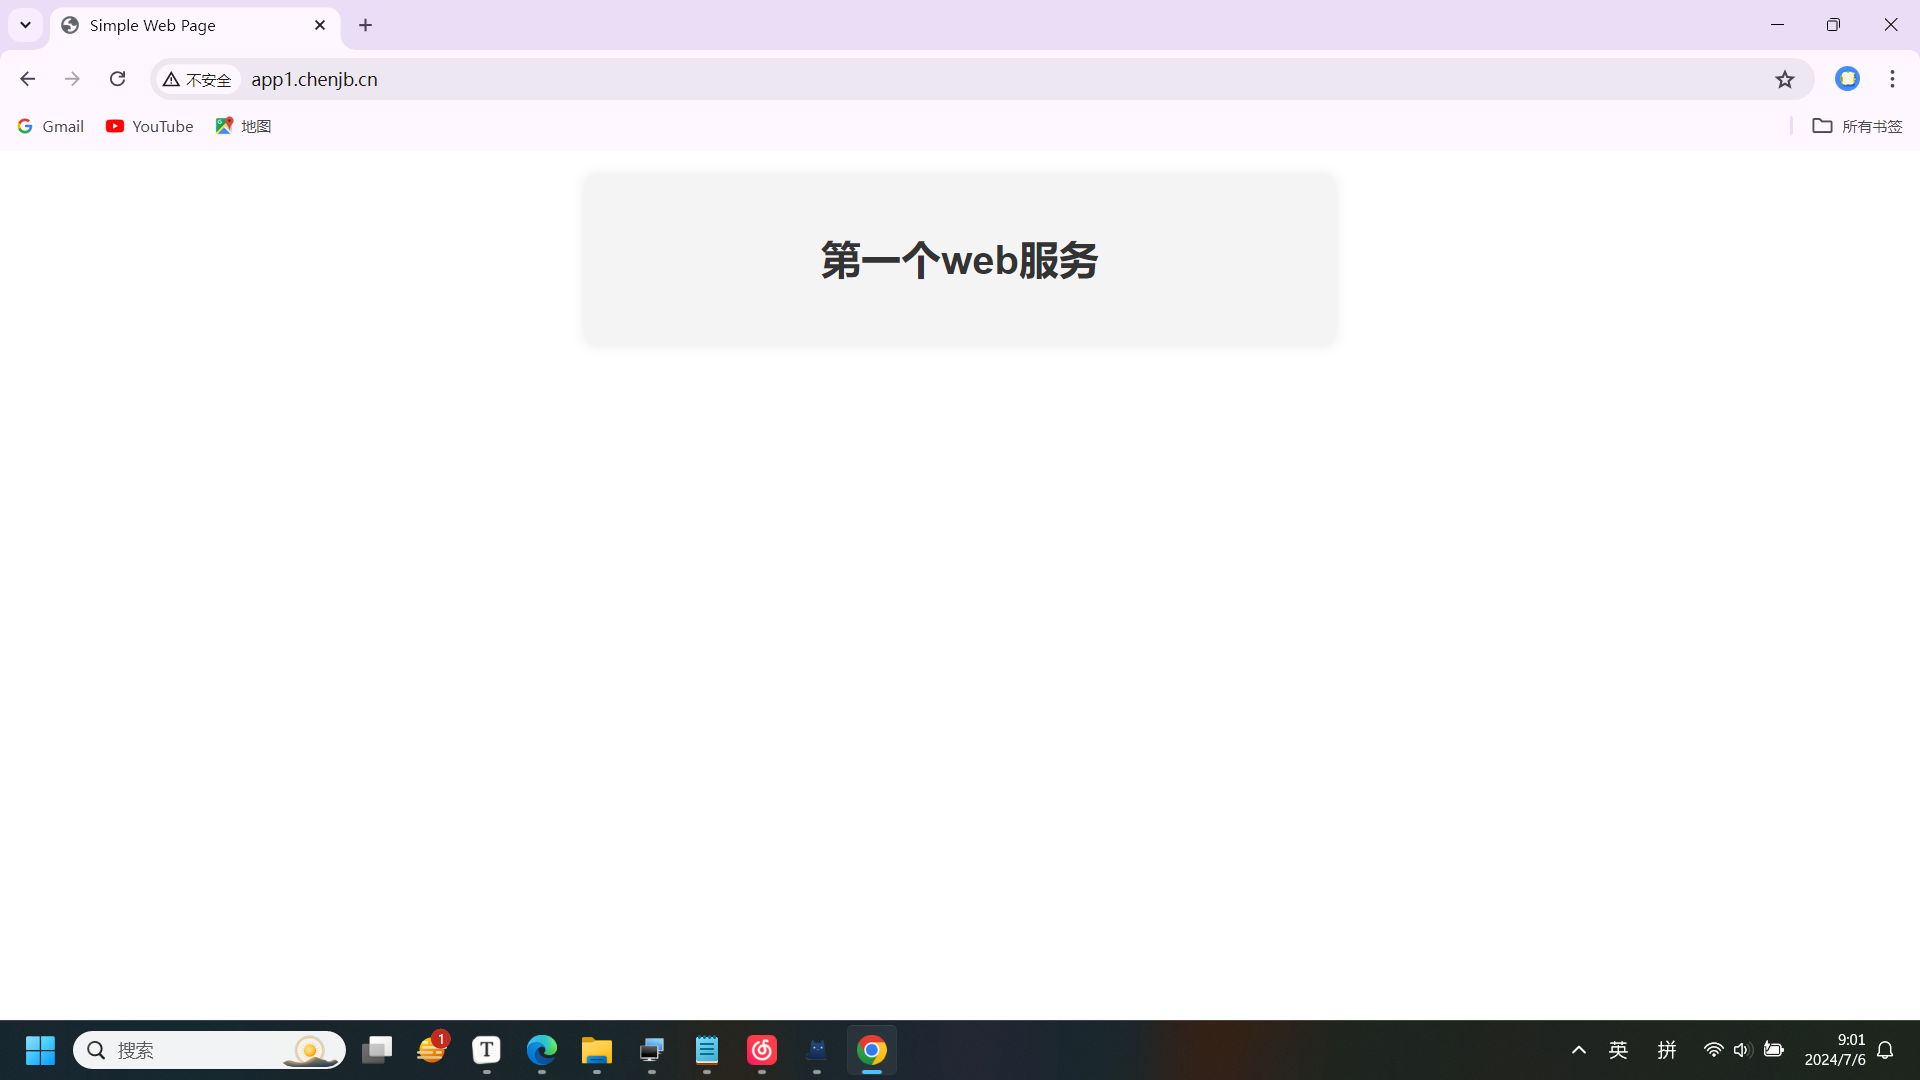 Simple Web Page
不安全
app1.chenjb.cn
Gmail
YouTube
地图
所有书签
第一个web服务
搜索
1
T
英
拼
9:01
2024/7/6